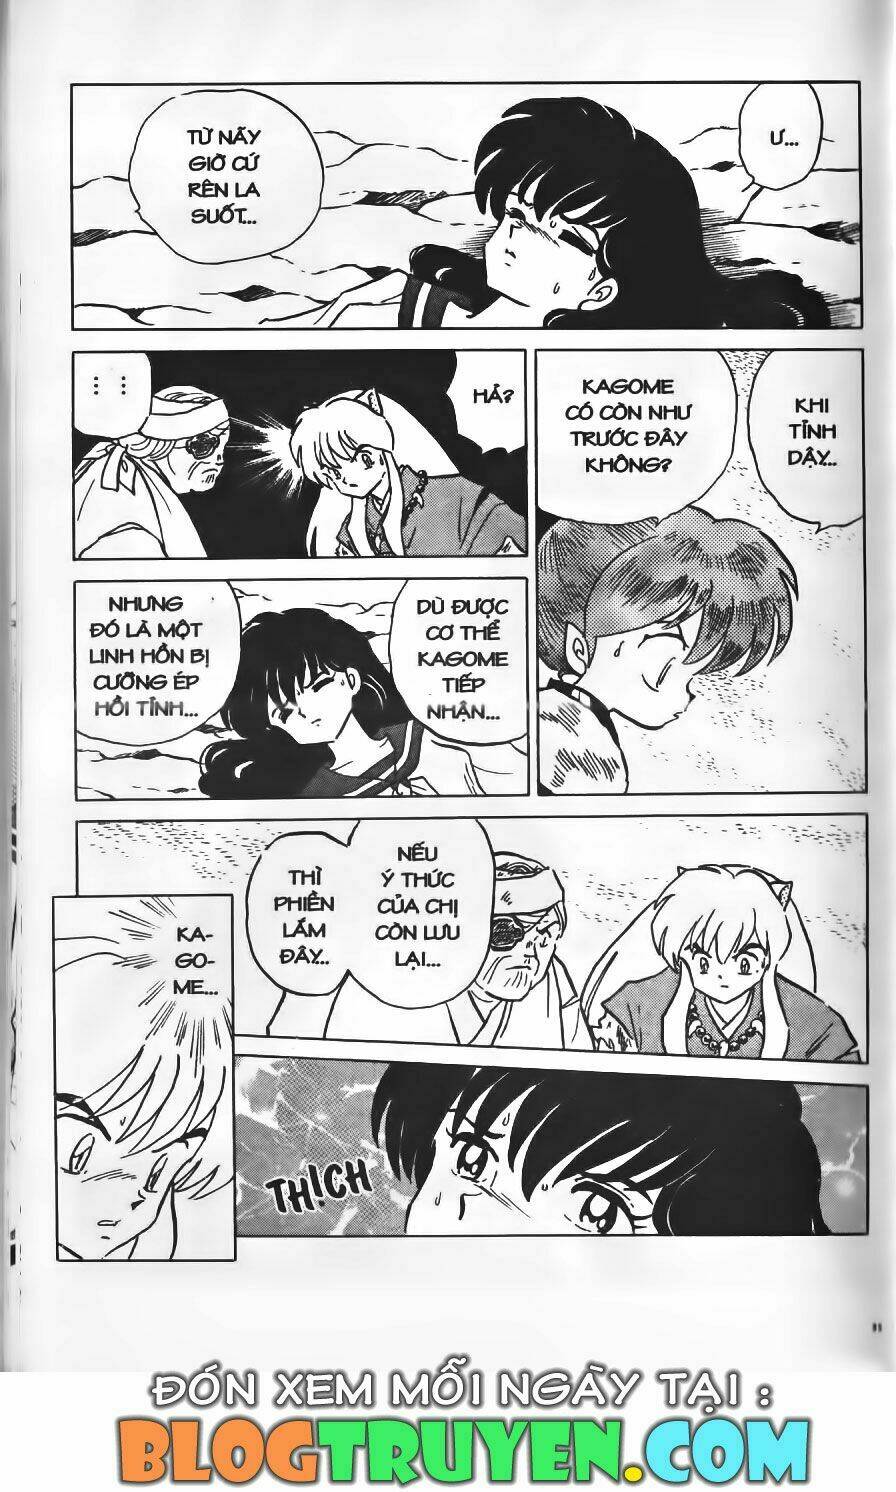 Ư...
TỪ NÃY
GIỜ CỨ
RÊN LA
SUỐT...
KHI
TỈNH
DẬY...
KAGOME
CÓ CÒN NHƯ
TRƯỚC ĐÂY
KHÔNG?
HẢ?
... ...
DÙ ĐƯỢC
CƠ THỂ
KAGOME
TIẾP
NHẬN...
NHƯNG
ĐÓ LÀ MỘT
LINH HỒN BỊ
CƯỠNG ÉP
HỒI TỈNH...
NẾU
Ý THỨC
CỦA CHỊ
CÒN LƯU
LẠI...
THÌ
PHIỀN
LẮM
ĐÂY...
KA-
GO-
ME...
THỊCH
ĐÓN XEM MỖI NGÀY TẠI :
BLOGTRUYEN.COM